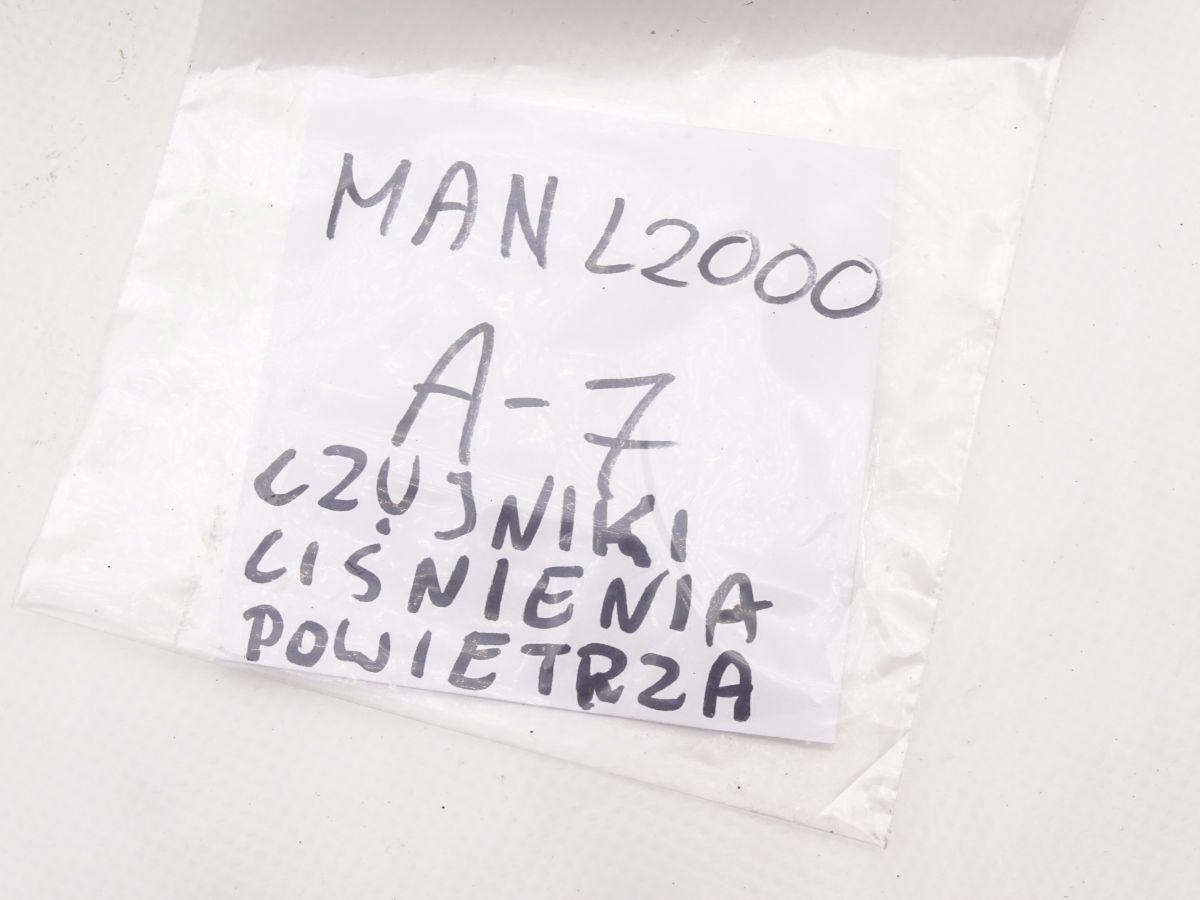 MAN L2000
A-7
CZUJNIKI
CIŚNIENIA
POWIETRZA